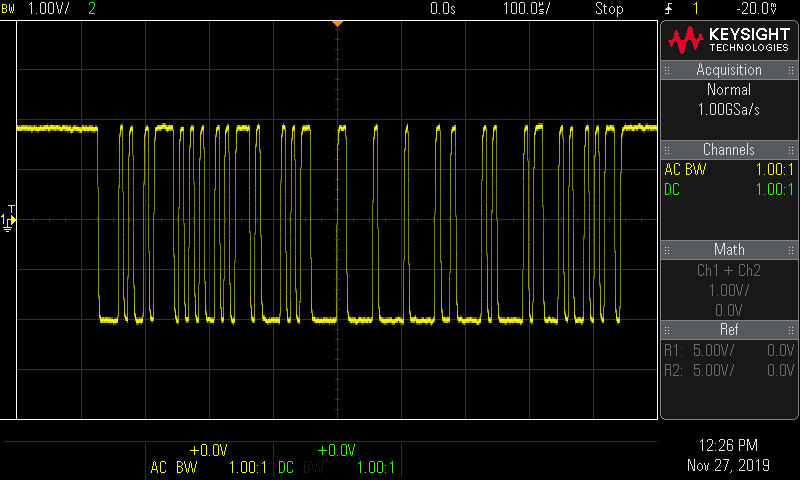 BW 1.00V/ 2 0.0s 100.0µs/ Stop 1 -20.0mV
KEYSIGHT
TECHNOLOGIES
Acquisition
Normal
1.00GSa/s
Channels
AC BW 1.00:1
DC 1.00:1
T
1
Math
Ch1 + Ch2
1.00V/
0.0V
Ref
R1: 5.00V/ 0.0V
R2: 5.00V/ 0.0V
+0.0V +0.0V
AC BW 1.00:1 DC BW 1.00:1
12:26 PM
Nov 27, 2019